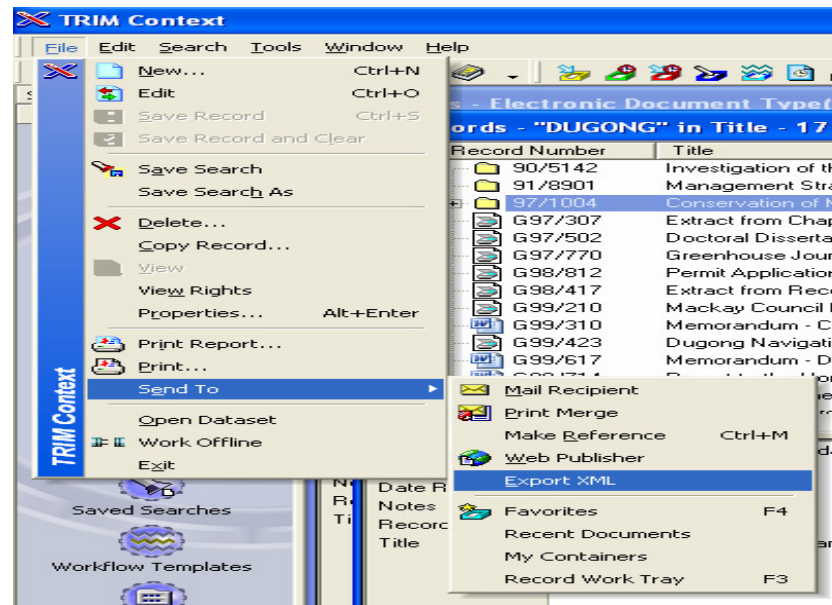 TRIM Context
File Edit Search Tools Window Help
New... Ctrl+N
Edit Ctrl+O
Save Record Ctrl+S
Save Record and Clear
Save Search
Save Search As
Delete...
Copy Record...
View
View Rights
Properties... Alt+Enter
Print Report...
Print...
Send To
Open Dataset
Work Offline
Exit
TRIM Context
s - Electronic Document Type(
ords - "DUGONG" in Title - 17
Record Number Title
90/5142 Investigation of th
91/8901 Management Stra
97/1004 Conservation of
G97/307 Extract from Chap
G97/502 Doctoral Disserta
G97/770 Greenhouse Jour
G98/812 Permit Application
G98/417 Extract from Rec
G99/210 Mackay Council
G99/310 Memorandum - C
G99/423 Dugong Navigati
G99/617 Memorandum - D
Mail Recipient
Print Merge
Make Reference Ctrl+M
Web Publisher
Export XML
Favorites F4
Recent Documents
My Containers
Record Work Tray F3
Saved Searches
Workflow Templates
Date R
Notes
Record
Title